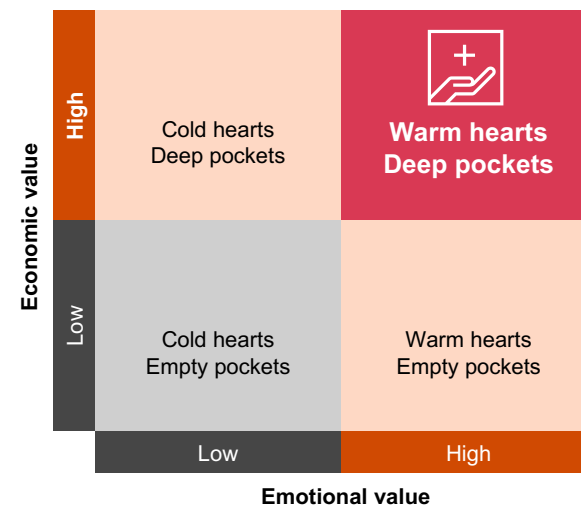 Economic value
High
Cold hearts
Deep pockets
Warm hearts
Deep pockets
Low
Cold hearts
Empty pockets
Warm hearts
Empty pockets
Low
High
Emotional value